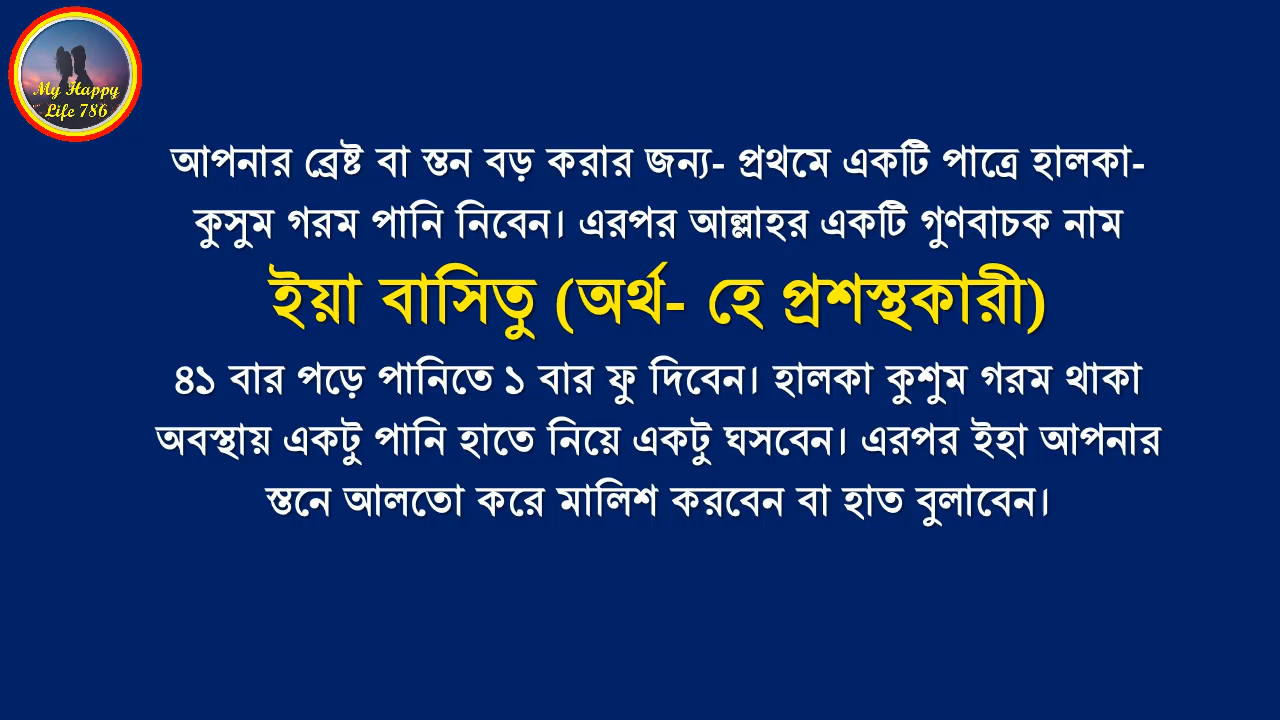 My Happy
Life 786
আপনার ব্রেষ্ট বা স্তন বড় করার জন্য- প্রথমে একটি পাত্রে হালকা-
কুসুম গরম পানি নিবেন। এরপর আল্লাহর একটি গুণবাচক নাম
ইয়া বাসিতু (অর্থ- হে প্রশস্থকারী)
৪১ বার পড়ে পানিতে ১ বার ফু দিবেন। হালকা কুশুম গরম থাকা
অবস্থায় একটু পানি হাতে নিয়ে একটু ঘসবেন। এরপর ইহা আপনার
স্তনে আলতো করে মালিশ করবেন বা হাত বুলাবেন।